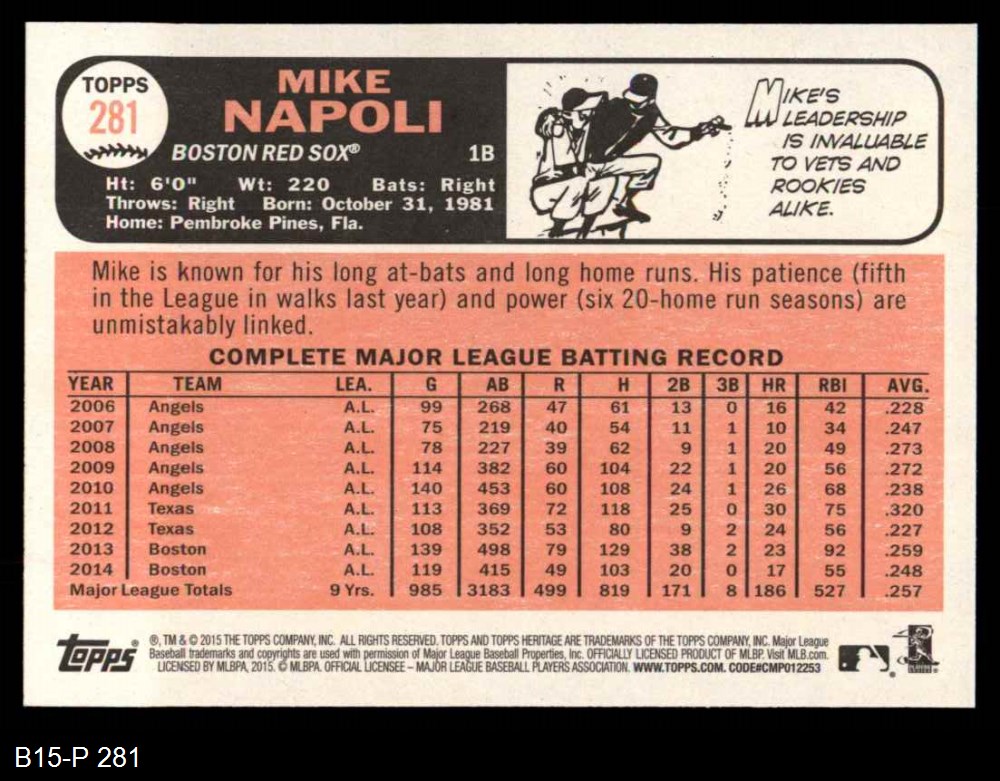 TOPPS
281
MIKE
NAPOLI
BOSTON RED SOX® 1B
Ht: 6'0" Wt: 220 Bats: Right
Throws: Right Born: October 31, 1981
Home: Pembroke Pines, Fla.
MIKE'S
LEADERSHIP
IS INVALUABLE
TO VETS AND
ROOKIES
ALIKE.
Mike is known for his long at-bats and long home runs. His patience (fifth
in the League in walks last year) and power (six 20-home run seasons) are
unmistakably linked.
COMPLETE MAJOR LEAGUE BATTING RECORD
YEAR TEAM LEA. G AB R H 2B 3B HR RBI AVG.
2006 Angels A.L. 99 268 47 61 13 0 16 42 .228
2007 Angels A.L. 75 219 40 54 11 1 10 34 .247
2008 Angels A.L. 78 227 39 62 9 1 20 49 .273
2009 Angels A.L. 114 382 60 104 22 1 20 56 .272
2010 Angels A.L. 140 453 60 108 24 1 26 68 .238
2011 Texas A.L. 113 369 72 118 25 0 30 75 .320
2012 Texas A.L. 108 352 53 80 9 2 24 56 .227
2013 Boston A.L. 139 498 79 129 38 2 23 92 .259
2014 Boston A.L. 119 415 49 103 20 0 17 55 .248
Major League Totals 9 Yrs. 985 3183 499 819 171 8 186 527 .257
topps®
®, TM & © 2015 THE TOPPS COMPANY, INC. ALL RIGHTS RESERVED. TOPPS AND TOPPS HERITAGE ARE TRADEMARKS OF THE TOPPS COMPANY, INC. Major League
Baseball trademarks and copyrights are used with permission of Major League Baseball Properties, Inc. OFFICIALLY LICENSED PRODUCT OF MLBP. Visit MLB.com.
LICENSED BY MLBPA, 2015. © MLBPA. OFFICIAL LICENSEE – MAJOR LEAGUE BASEBALL PLAYERS ASSOCIATION. WWW.TOPPS.COM. CODE#CMP012253
B15-P 281